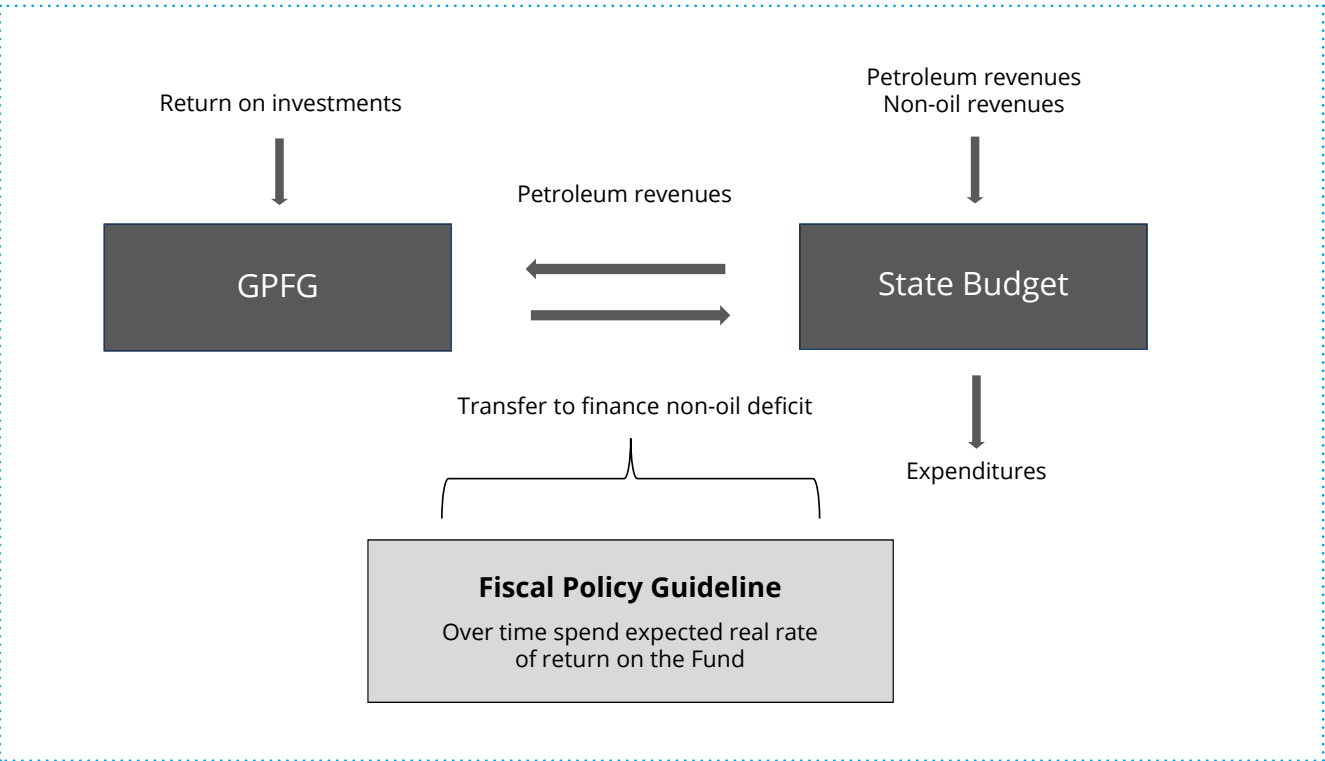 Return on investments
Petroleum revenues
Non-oil revenues
Petroleum revenues
GPFG
State Budget
Transfer to finance non-oil deficit
Expenditures
Fiscal Policy Guideline
Over time spend expected real rate
of return on the Fund